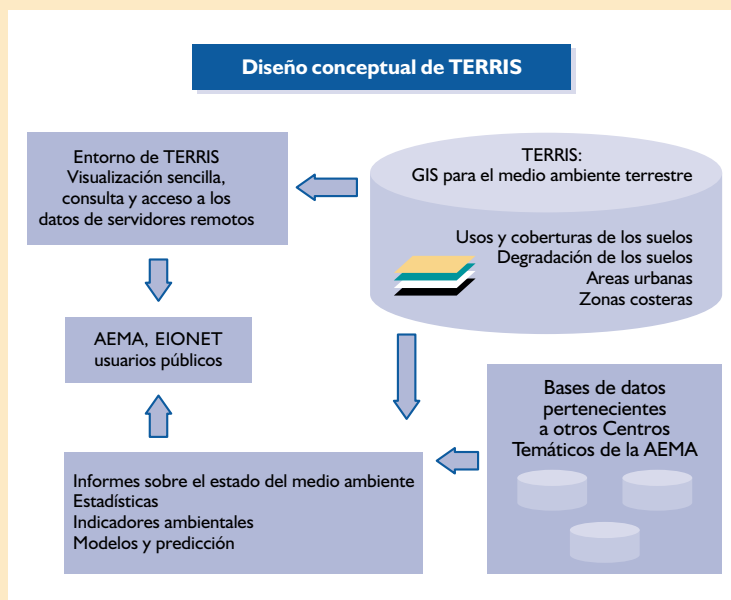 Diseño conceptual de TERRIS
Entorno de TERRIS
Visualización sencilla,
consulta y acceso a los
datos de servidores remotos
TERRIS:
GIS para el medio ambiente terrestre
Usos y coberturas de los suelos
Degradación de los suelos
Areas urbanas
Zonas costeras
AEMA, EIONET
usuarios públicos
Bases de datos
pertenecientes
a otros Centros
Temáticos de la AEMA
Informes sobre el estado del medio ambiente
Estadísticas
Indicadores ambientales
Modelos y predicción